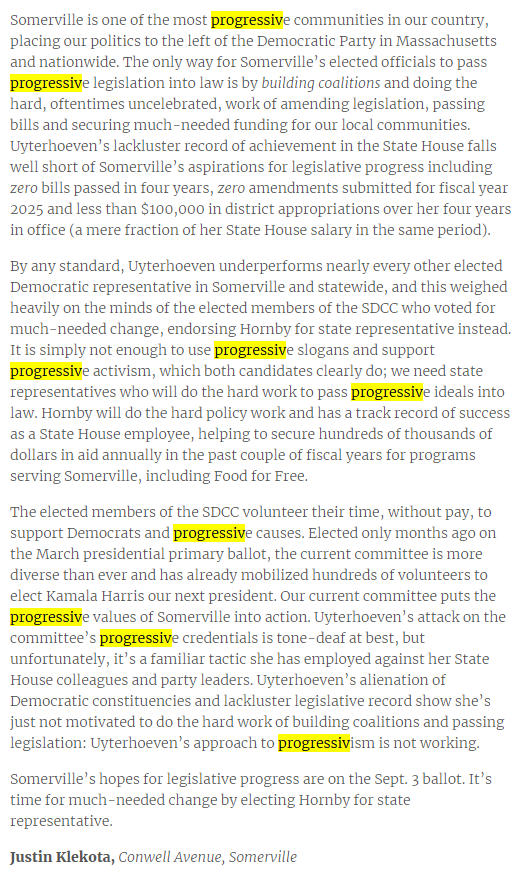 Somerville is one of the most progressive communities in our country,
placing our politics to the left of the Democratic Party in Massachusetts
and nationwide. The only way for Somerville’s elected officials to pass
progressive legislation into law is by building coalitions and doing the
hard, oftentimes uncelebrated, work of amending legislation, passing
bills and securing much-needed funding for our local communities.
Uyterhoeven’s lackluster record of achievement in the State House falls
well short of Somerville’s aspirations for legislative progress including
zero bills passed in four years, zero amendments submitted for fiscal year
2025 and less than $100,000 in district appropriations over her four years
in office (a mere fraction of her State House salary in the same period).
By any standard, Uyterhoeven underperforms nearly every other elected
Democratic representative in Somerville and statewide, and this weighed
heavily on the minds of the elected members of the SDCC who voted for
much-needed change, endorsing Hornby for state representative instead.
It is simply not enough to use progressive slogans and support
progressive activism, which both candidates clearly do; we need state
representatives who will do the hard work to pass progressive ideals into
law. Hornby will do the hard policy work and has a track record of success
as a State House employee, helping to secure hundreds of thousands of
dollars in aid annually in the past couple of fiscal years for programs
serving Somerville, including Food for Free.
The elected members of the SDCC volunteer their time, without pay, to
support Democrats and progressive causes. Elected only months ago on
the March presidential primary ballot, the current committee is more
diverse than ever and has already mobilized hundreds of volunteers to
elect Kamala Harris our next president. Our current committee puts the
progressive values of Somerville into action. Uyterhoeven’s attack on the
committee’s progressive credentials is tone-deaf at best, but
unfortunately, it’s a familiar tactic she has employed against her State
House colleagues and party leaders. Uyterhoeven’s alienation of
Democratic constituencies and lackluster legislative record show she’s
just not motivated to do the hard work of building coalitions and passing
legislation: Uyterhoeven’s approach to progressivism is not working.
Somerville’s hopes for legislative progress are on the Sept. 3 ballot. It’s
time for much-needed change by electing Hornby for state
representative.
Justin Klekota, Conwell Avenue, Somerville